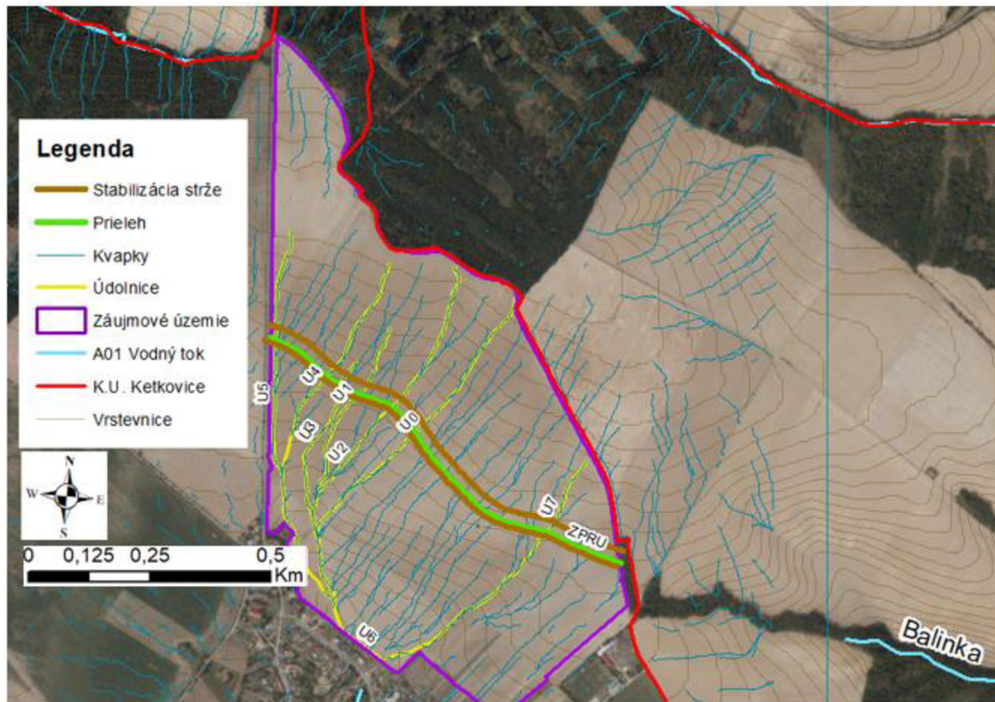 Legenda
Stabilizácia strže
Prieleh
Kvapky
Údolnice
Záujmové územie
A01 Vodný tok
K.U. Ketkovice
Vrstevnice
N
W
E
S
0
0,125
0,25
0,5
Km
U5
U4
U1
U0
U3
U2
U7
ZPRU
U6
Balinka